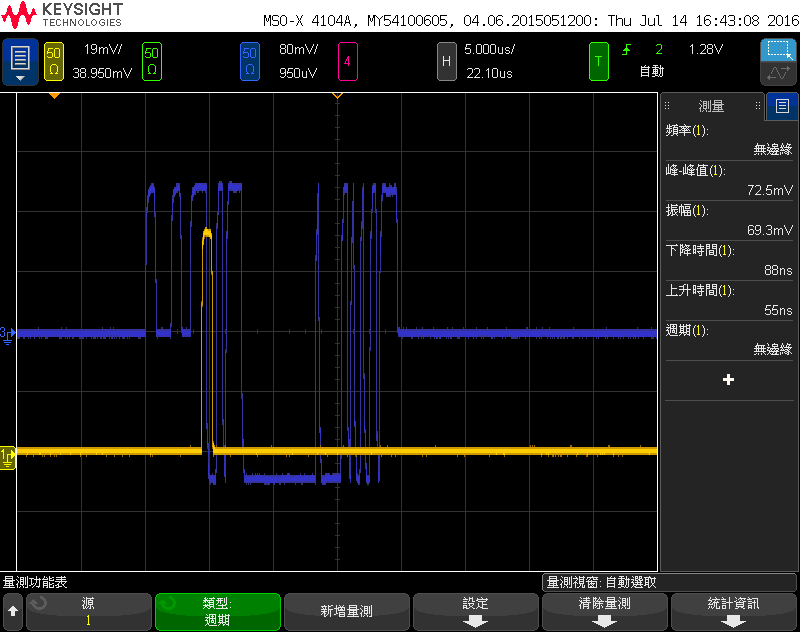 KEYSIGHT
TECHNOLOGIES
MSO-X 4104A, MY54100605, 04.06.2015051200: Thu Jul 14 16:43:08 2016
50 Ω 19mV/ 50 Ω 50 Ω 80mV/ 4 H 5.000us/ T 2 1.28V
38.950mV 950uV 22.10us 自動
測量
頻率(1):
無邊緣
峰-峰值(1):
72.5mV
振幅(1):
69.3mV
下降時間(1):
88ns
上升時間(1):
55ns
週期(1):
無邊緣
3
1
量測功能表
量測視窗: 自動選取
源
1
類型:
週期
新增量測
設定
清除量測
統計資訊